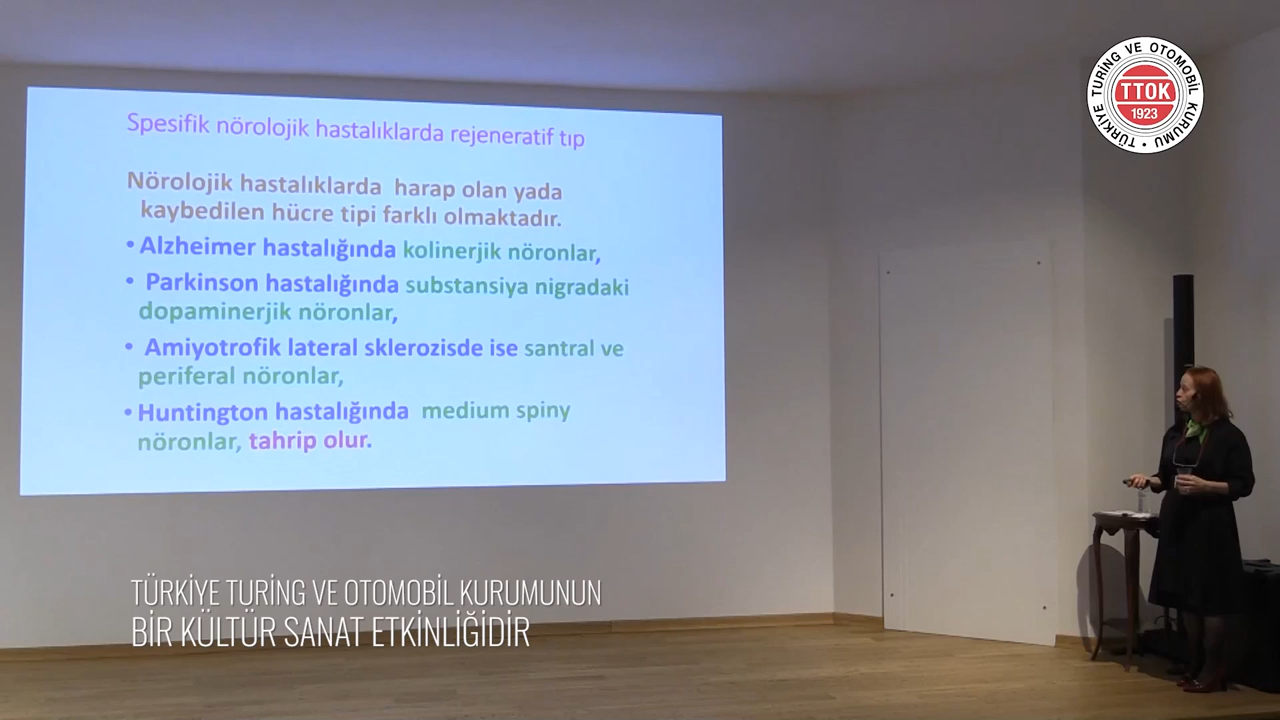 Spesifik nörolojik hastalıklarda rejeneratif tıp
Nörolojik hastalıklarda harap olan yada
kaybedilen hücre tipi farklı olmaktadır.
• Alzheimer hastalığında kolinerjik nöronlar,
• Parkinson hastalığında substansiya nigradaki
dopaminerjik nöronlar,
• Amiyotrofik lateral sklerozisde ise santral ve
periferal nöronlar,
• Huntington hastalığında medium spiny
nöronlar, tahrip olur.
TÜRKİYE TURİNG VE OTOMOBİL KURUMU •
TTOK
1923
TÜRKİYE TURİNG VE OTOMOBİL KURUMUNUN
BİR KÜLTÜR SANAT ETKİNLİĞİDİR